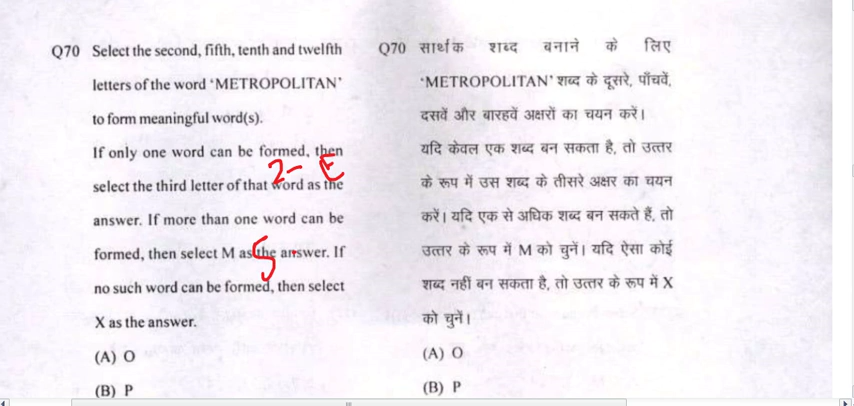 Q70 Select the second, fifth, tenth and twelfth
letters of the word ‘METROPOLITAN’
to form meaningful word(s).
If only one word can be formed, then
select the third letter of that word as the
answer. If more than one word can be
formed, then select M as the answer. If
no such word can be formed, then select
X as the answer.
(A) O
(B) P
2- E
5
Q70 सार्थक शब्द बनाने के लिए
‘METROPOLITAN’ शब्द के दूसरे, पाँचवें,
दसवें और बारहवें अक्षरों का चयन करें।
यदि केवल एक शब्द बन सकता है, तो उत्तर
के रूप में उस शब्द के तीसरे अक्षर का चयन
करें। यदि एक से अधिक शब्द बन सकते हैं, तो
उत्तर के रूप में M को चुनें। यदि ऐसा कोई
शब्द नहीं बन सकता है, तो उत्तर के रूप में X
को चुनें।
(A) O
(B) P